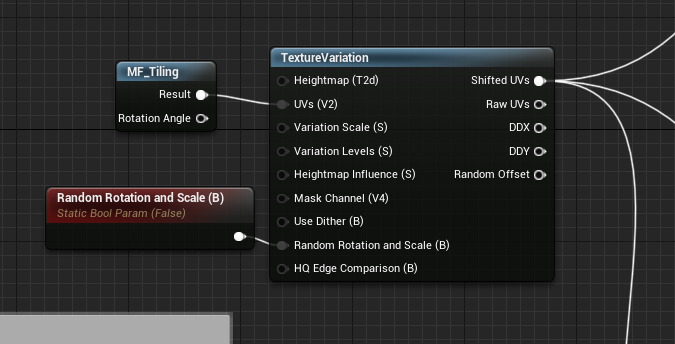 TextureVariation
MF_Tiling
Result
Rotation Angle
Heightmap (T2d)
Shifted UVs
UVs (V2)
Raw UVs
Variation Scale (S)
DDX
Variation Levels (S)
DDY
Heightmap Influence (S)
Random Offset
Mask Channel (V4)
Use Dither (B)
Random Rotation and Scale (B)
HQ Edge Comparison (B)
Random Rotation and Scale (B)
Static Bool Param (False)